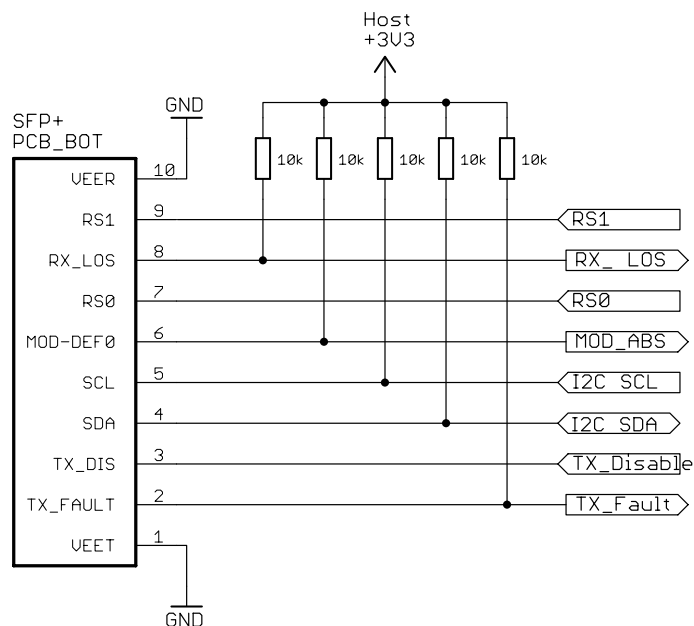 Host
+3V3
GND
SFP+
PCB_BOT
10k 10k 10k 10k 10k
VEER 10
RS1 9 RS1
RX_LOS 8 RX_ LOS
RS0 7 RS0
MOD-DEF0 6 MOD_ABS
SCL 5 I2C SCL
SDA 4 I2C SDA
TX_DIS 3 TX_Disable
TX_FAULT 2 TX_Fault
VEET 1
GND